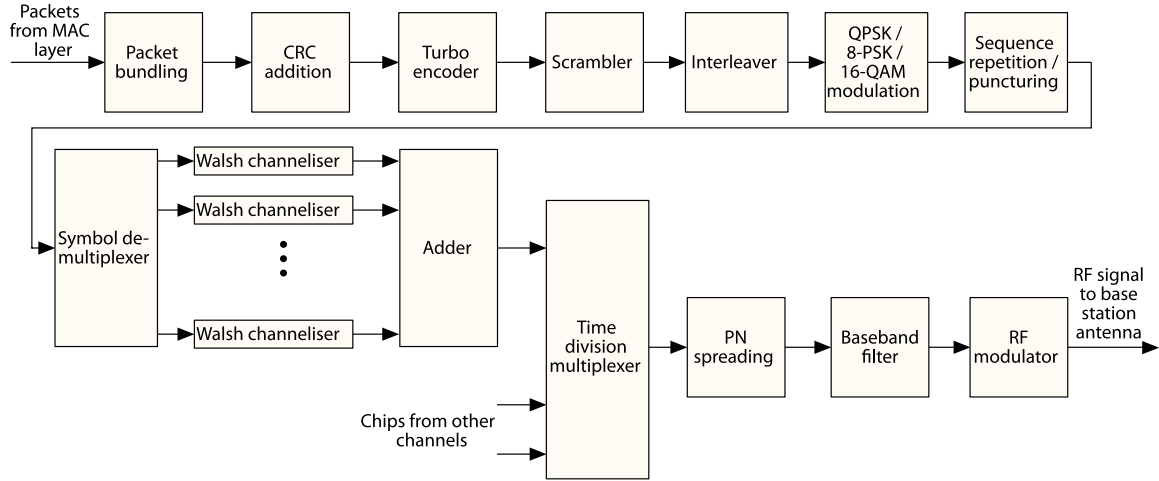 Packets
from MAC
layer
Packet
bundling
CRC
addition
Turbo
encoder
Scrambler
Interleaver
QPSK /
8-PSK /
16-QAM
modulation
Sequence
repetition /
puncturing
Symbol de-
multiplexer
Walsh channeliser
Walsh channeliser
Walsh channeliser
Adder
Chips from other
channels
Time
division
multiplexer
PN
spreading
Baseband
filter
RF
modulator
RF signal
to base
station
antenna